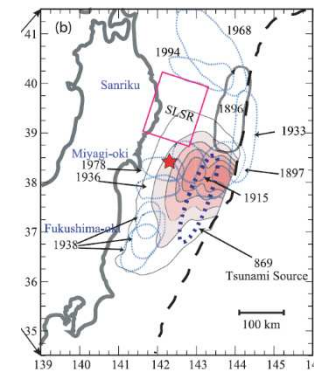 (b)
1968
1994
41
40
Sanriku
SLSR
1896
1933
39
Miyagi-oki
1978
1936
1897
38
1915
Fukushima-oki
1938
37
869
Tsunami Source
36
100 km
35
139 140 141 142 143 144 145 14